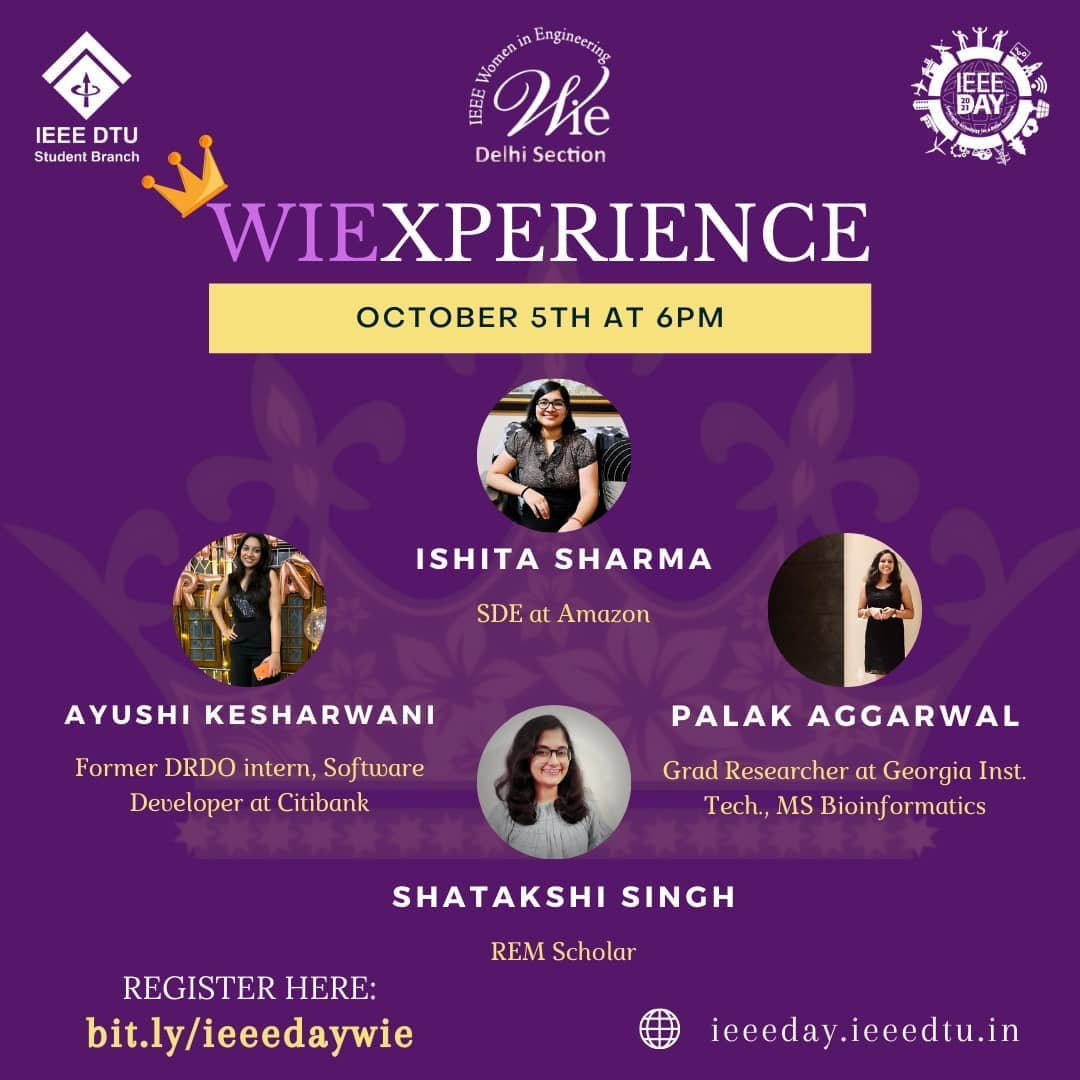 IEEE DTU
Student Branch
IEEE Women in Engineering
Wie
Delhi Section
IEEE
DAY
2021
WIEXPERIENCE
OCTOBER 5TH AT 6PM
ISHITA SHARMA
SDE at Amazon
AYUSHI KESHARWANI
Former DRDO intern, Software
Developer at Citibank
PALAK AGGARWAL
Grad Researcher at Georgia Inst.
Tech., MS Bioinformatics
SHATAKSHI SINGH
REM Scholar
REGISTER HERE:
bit.ly/ieeedaywie
ieeeday.ieeedtu.in